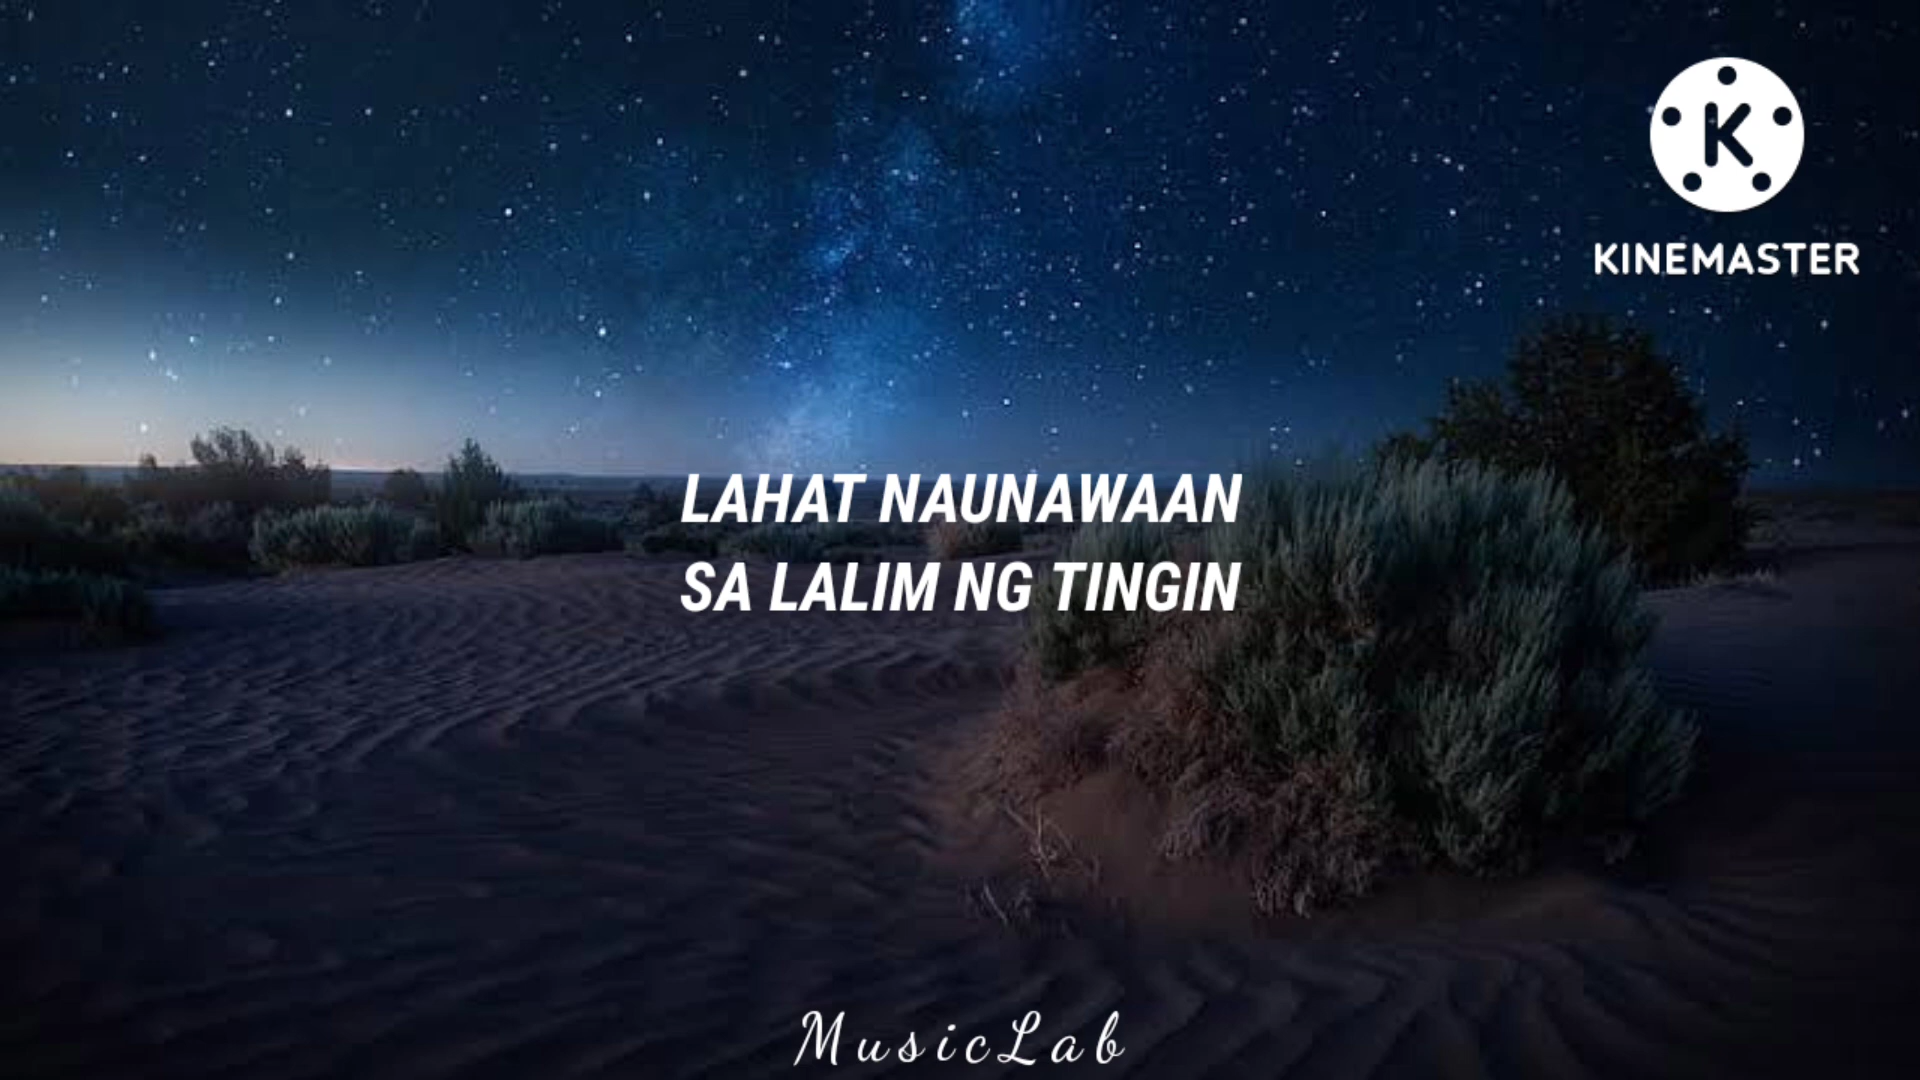 K
KINEMASTER
LAHAT NAUNAWAAN
SA LALIM NG TINGIN
MusicLab